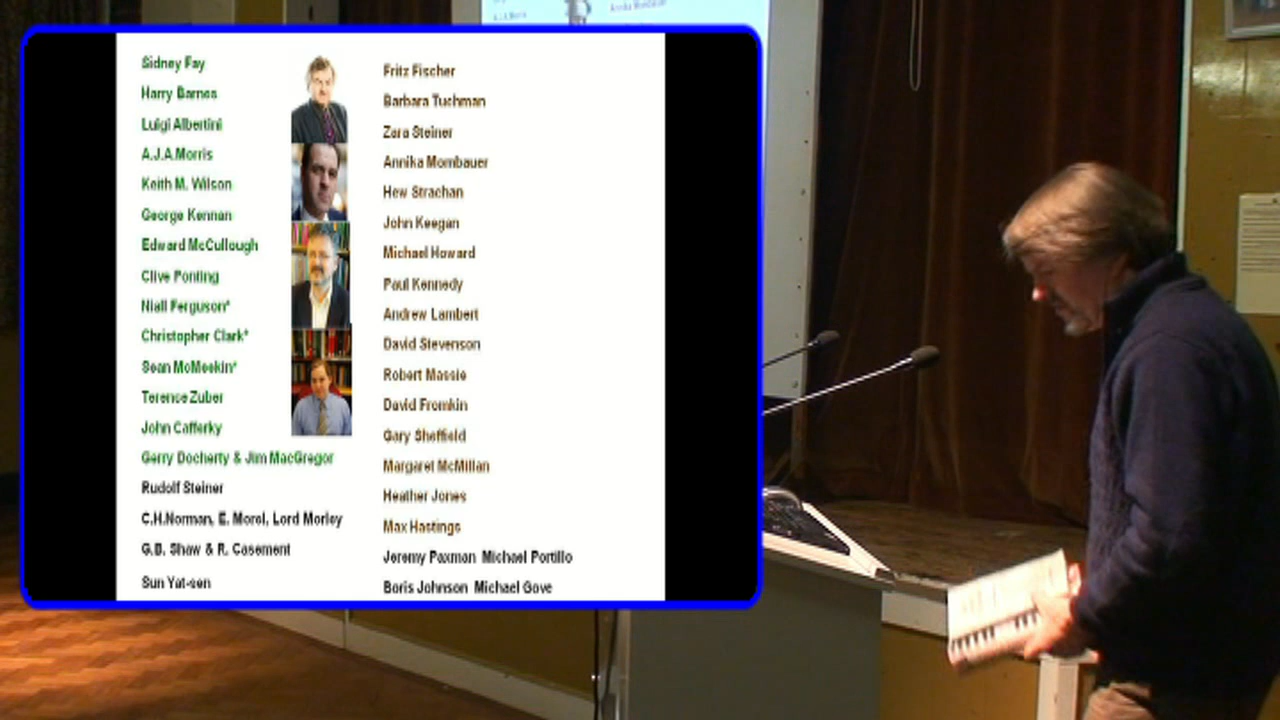 Sidney Fay
Harry Barnes
Luigi Albertini
A.J.A.Morris
Keith M. Wilson
George Kennan
Edward McCullough
Clive Ponting
Niall Ferguson*
Christopher Clark*
Sean McMeekin*
Terence Zuber
John Cafferky
Gerry Docherty & Jim MacGregor
Rudolf Steiner
C.H.Norman, E. Morel, Lord Morley
G.B. Shaw & R. Casement
Sun Yat-sen
Fritz Fischer
Barbara Tuchman
Zara Steiner
Annika Mombauer
Hew Strachan
John Keegan
Michael Howard
Paul Kennedy
Andrew Lambert
David Stevenson
Robert Massie
David Fromkin
Gary Sheffield
Margaret McMillan
Heather Jones
Max Hastings
Jeremy Paxman Michael Portillo
Boris Johnson Michael Gove
A.J.A.Morris
Annika Mombauer